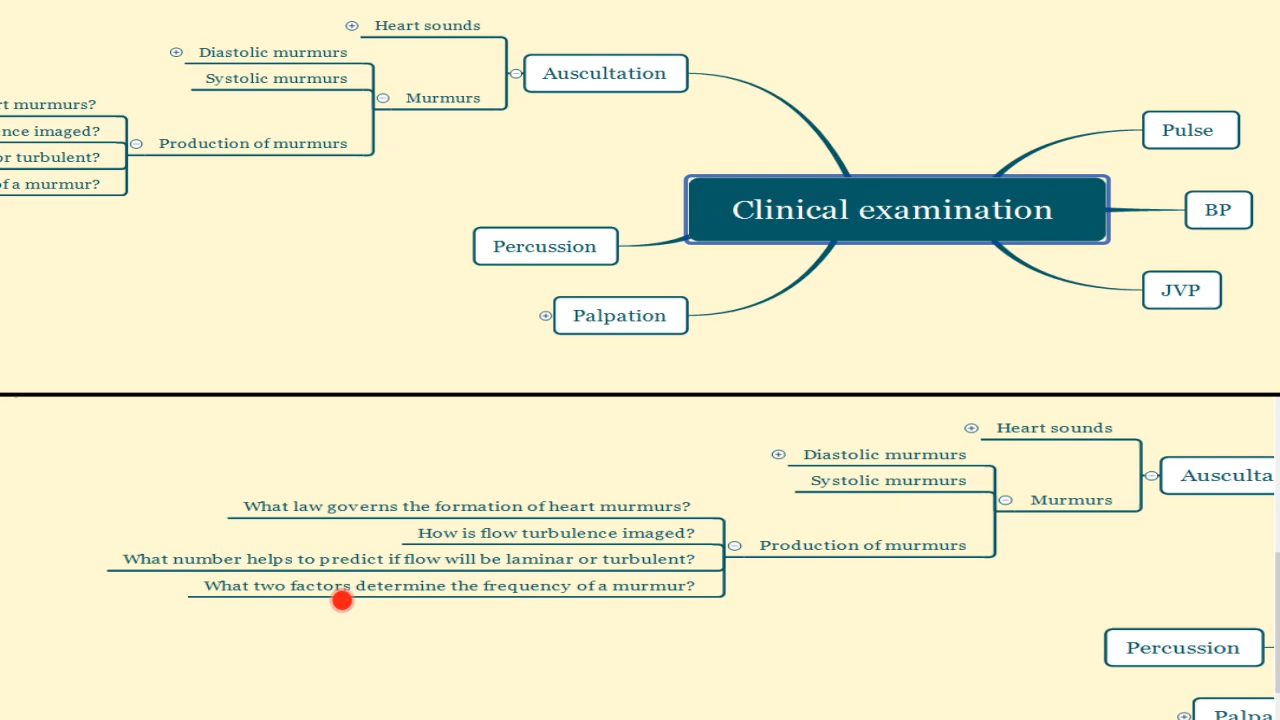 Heart sounds
Diastolic murmurs
Systolic murmurs
Auscultation
Murmurs
rt murmurs?
nce imaged?
Production of murmurs
or turbulent?
of a murmur?
Pulse
Clinical examination
BP
Percussion
JVP
Palpation
Heart sounds
Diastolic murmurs
Systolic murmurs
Ausculta
Murmurs
What law governs the formation of heart murmurs?
How is flow turbulence imaged?
Production of murmurs
What number helps to predict if flow will be laminar or turbulent?
What two factors determine the frequency of a murmur?
Percussion
Palpa